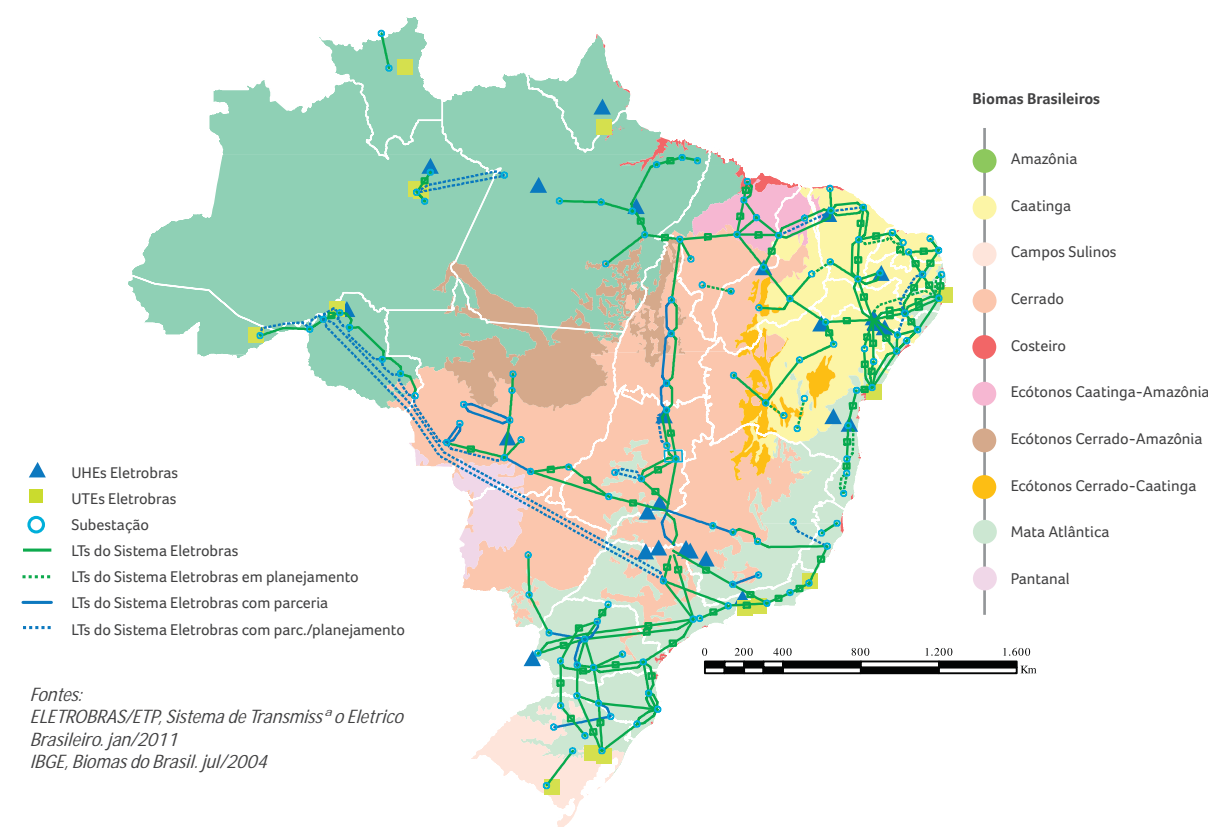 Biomas Brasileiros
Amazônia
Caatinga
Campos Sulinos
Cerrado
Costeiro
Ecótonos Caatinga-Amazônia
Ecótonos Cerrado-Amazônia
Ecótonos Cerrado-Caatinga
Mata Atlântica
Pantanal
UHEs Eletrobras
UTEs Eletrobras
Subestação
LTs do Sistema Eletrobras
LTs do Sistema Eletrobras em planejamento
LTs do Sistema Eletrobras com parceria
LTs do Sistema Eletrobras com parc./planejamento
0 200 400 800 1.200 1.600
Km
Fontes:
ELETROBRAS/ETP, Sistema de Transmissª o Eletrico
Brasileiro. jan/2011
IBGE, Biomas do Brasil. jul/2004